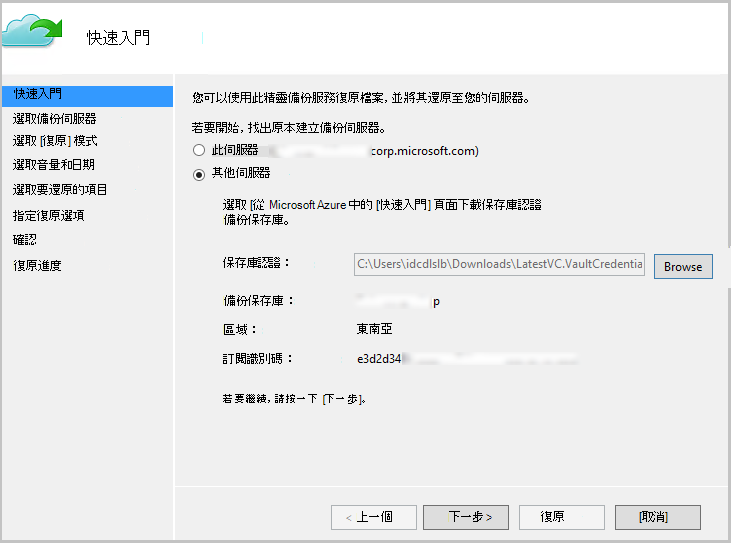 快速入門
快速入門
選取備份伺服器
選取 [復原] 模式
選取音量和日期
選取要還原的項目
指定復原選項
確認
復原進度
您可以使用此精靈備份服務復原檔案, 並將其還原至您的伺服器。
若要開始, 找出原本建立備份伺服器。
此伺服器 corp.microsoft.com)
其他伺服器
選取 [從 Microsoft Azure 中的 [快速入門] 頁面下載保存庫認證
備份保存庫。
保存庫認證：
C:\Users\idcdlslb\Downloads\LatestVC.VaultCredentia
Browse
備份保存庫： p
區域： 東南亞
訂閱識別碼： e3d2d34
若要繼續, 請按一下 [下一步]。
< 上一個
下一步 >
復原
[取消]